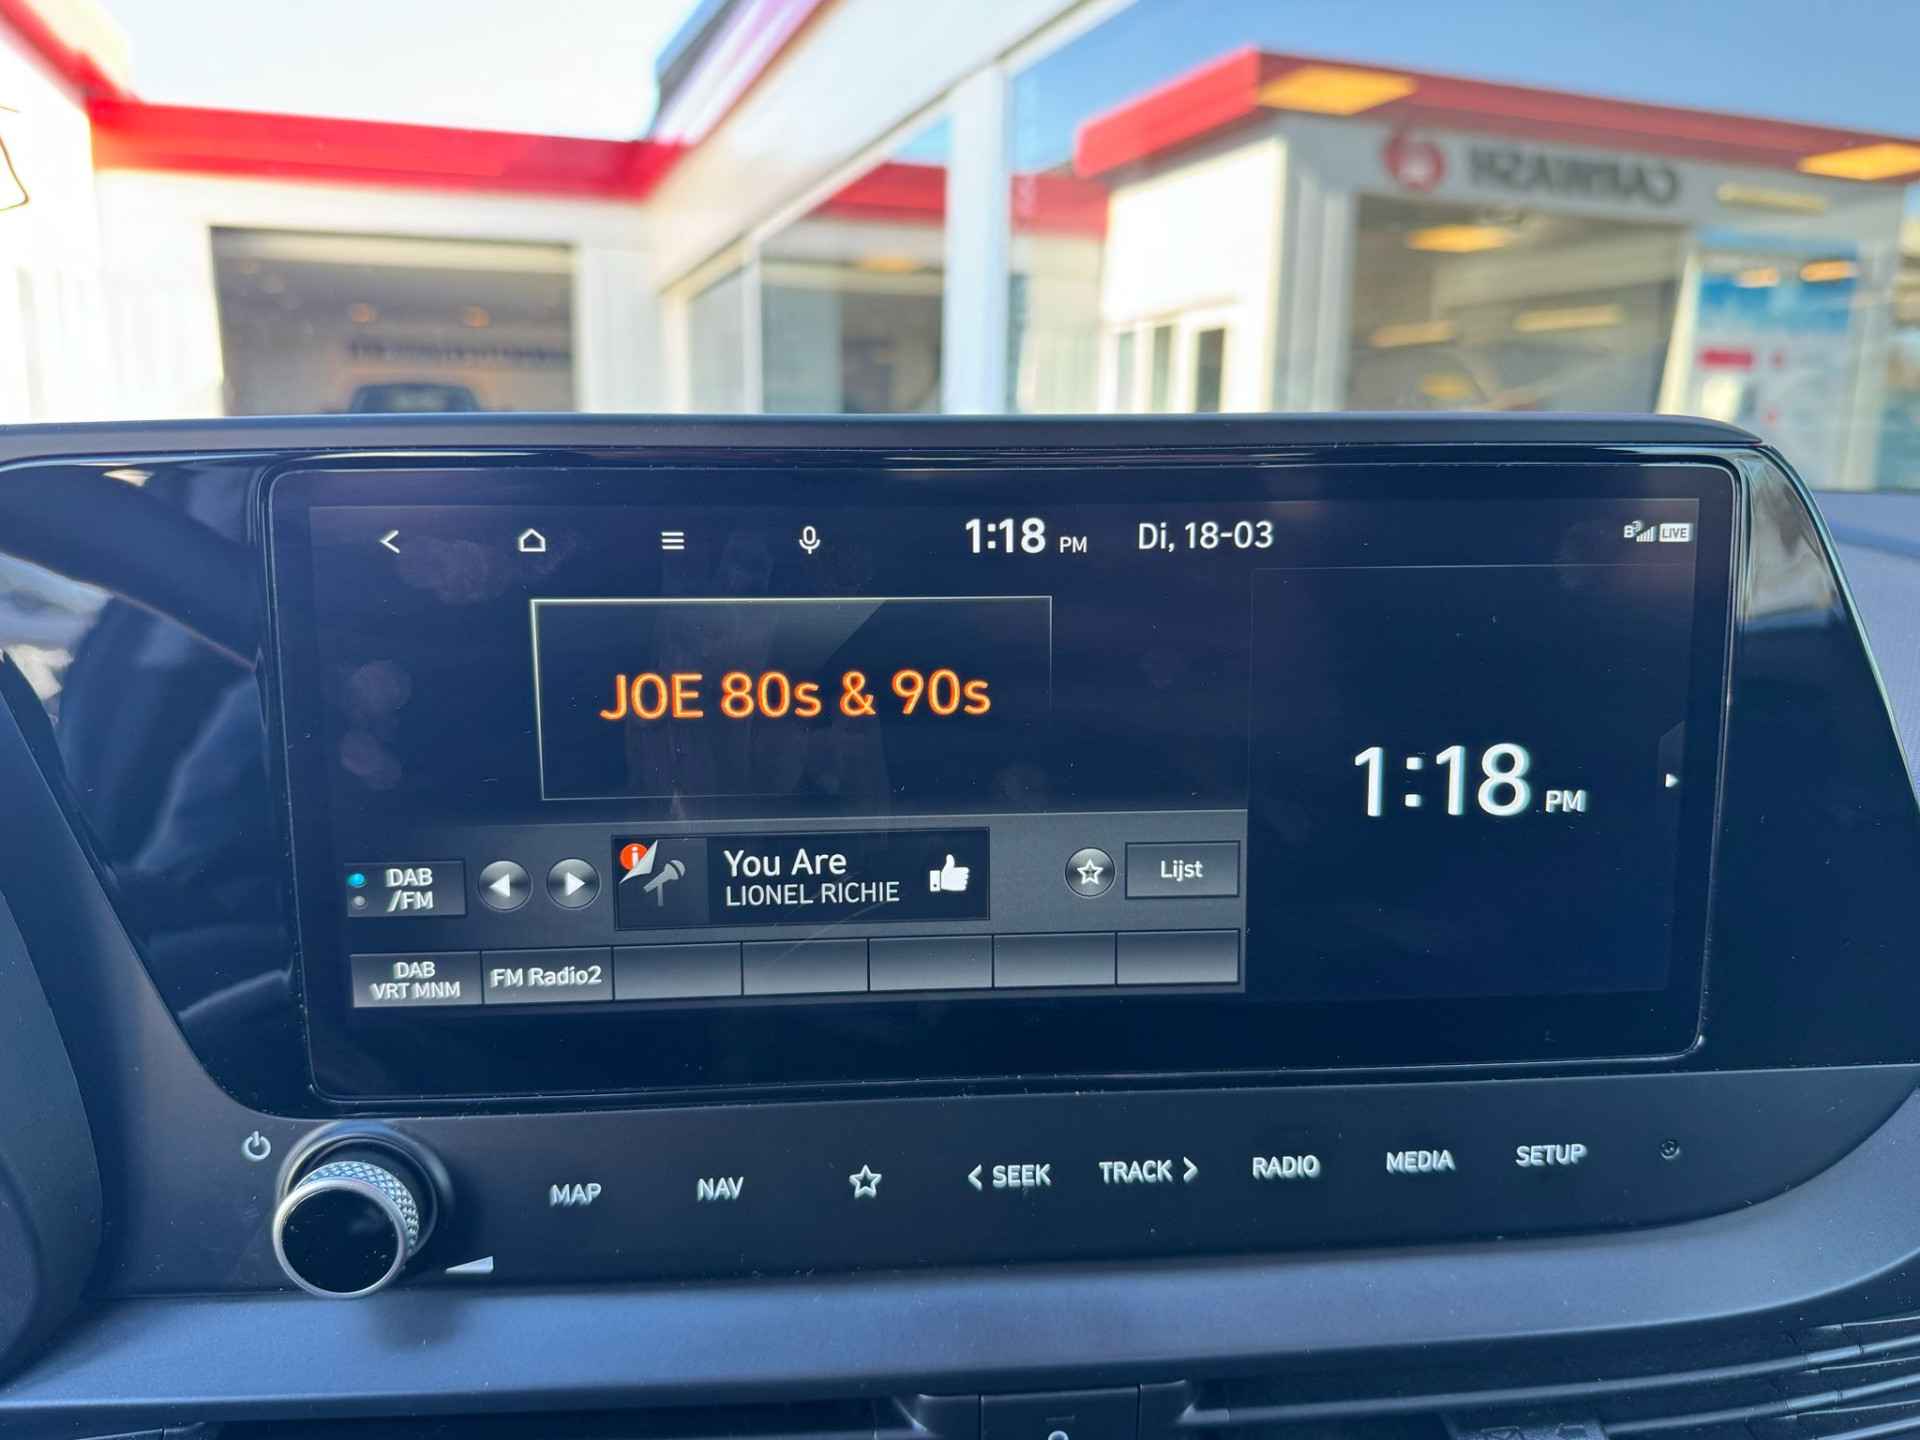 CARWASH
1:18 PM Di, 18-03
LIVE
JOE 80s & 90s
1:18 PM
DAB
/FM
i
You Are
LIONEL RICHIE
Lijst
DAB
VRT MNM
FM Radio2
MAP NAV < SEEK TRACK > RADIO MEDIA SETUP